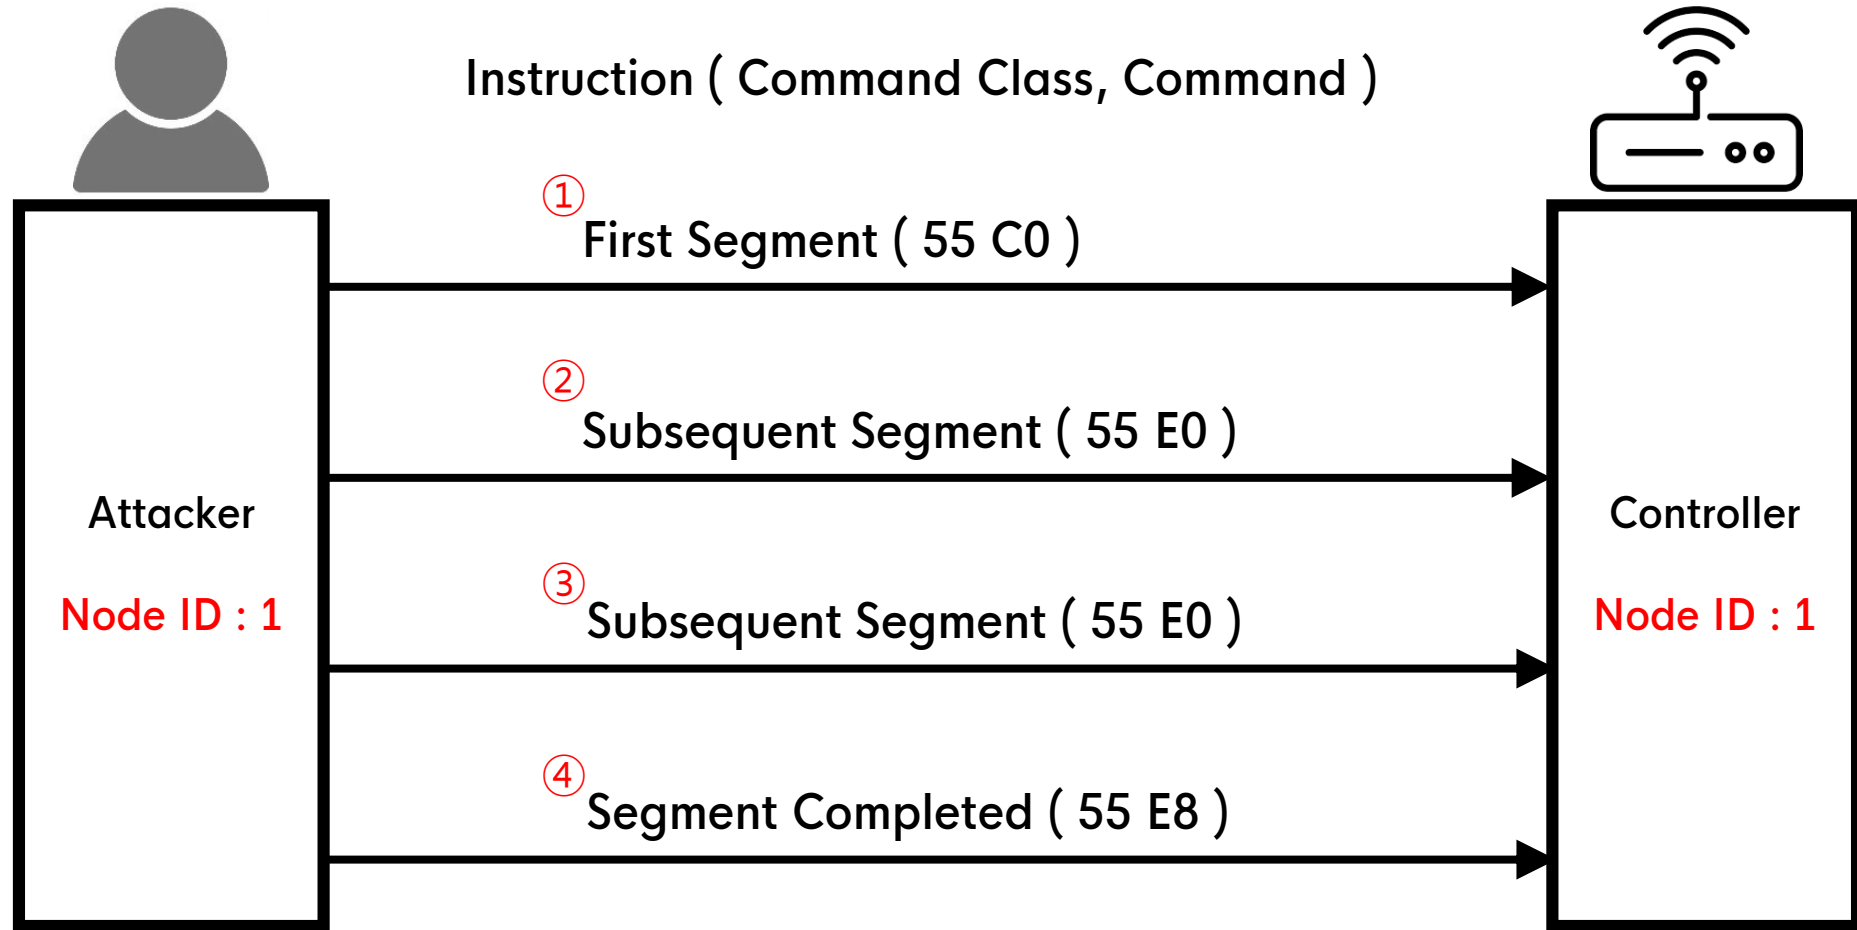 Instruction ( Command Class, Command )
①
First Segment ( 55 C0 )
②
Subsequent Segment ( 55 E0 )
Attacker
Controller
③
Node ID : 1
Subsequent Segment ( 55 E0 )
Node ID : 1
④
Segment Completed ( 55 E8 )